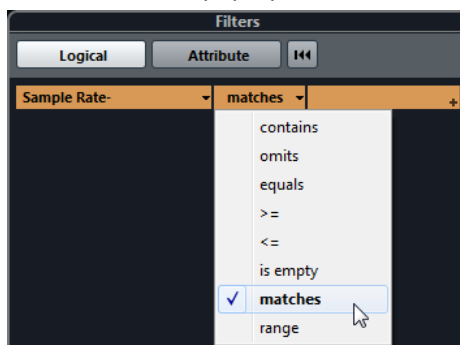 Filters
Logical Attribute
Sample Rate- matches +
contains
omits
equals
>=
<=
is empty
✓ matches
range